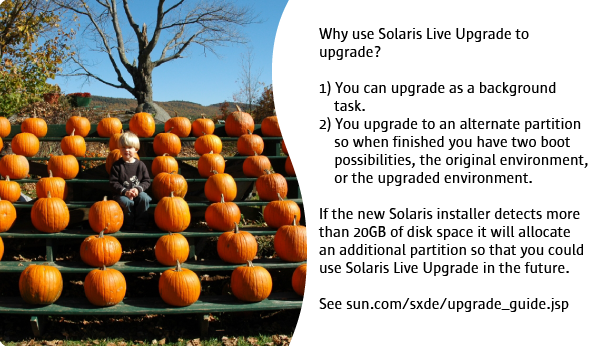 Why use Solaris Live Upgrade to
upgrade?
1) You can upgrade as a background
task.
2) You upgrade to an alternate partition
so when finished you have two boot
possibilities, the original environment,
or the upgraded environment.
If the new Solaris installer detects more
than 20GB of disk space it will allocate
an additional partition so that you could
use Solaris Live Upgrade in the future.
See sun.com/sxde/upgrade_guide.jsp